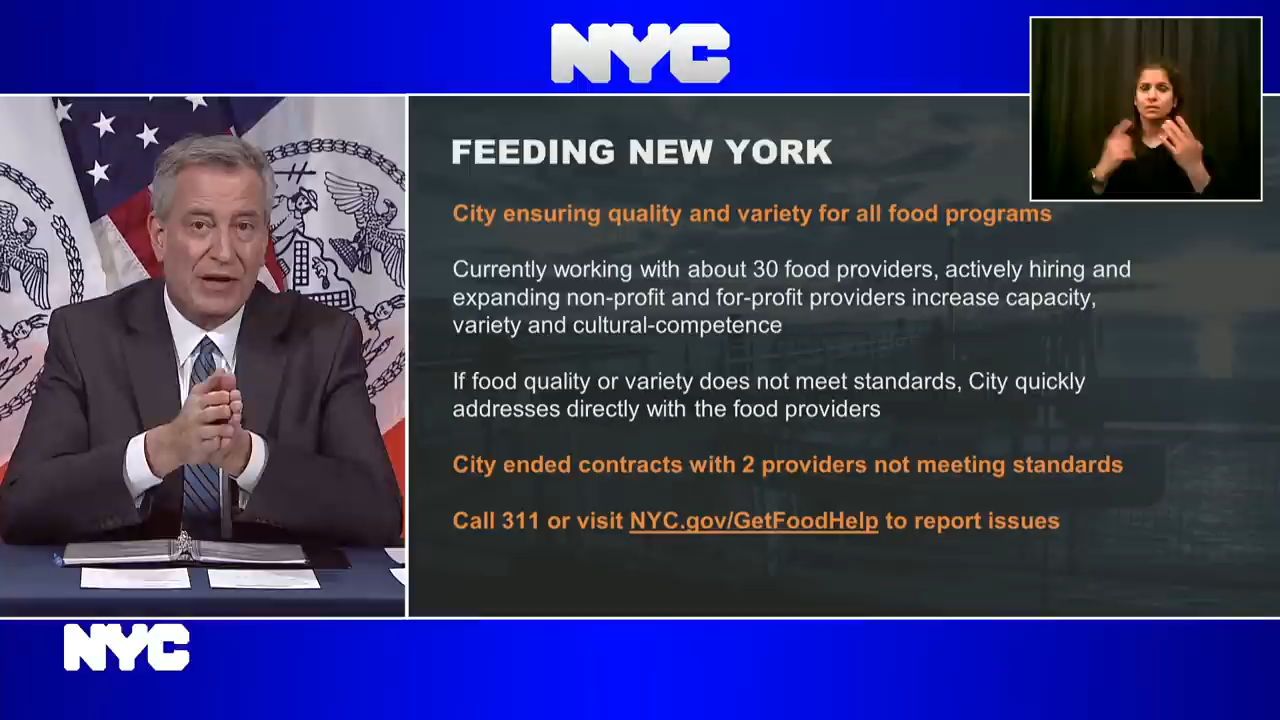 NYC
FEEDING NEW YORK
City ensuring quality and variety for all food programs
Currently working with about 30 food providers, actively hiring and
expanding non-profit and for-profit providers increase capacity,
variety and cultural-competence
If food quality or variety does not meet standards, City quickly
addresses directly with the food providers
City ended contracts with 2 providers not meeting standards
Call 311 or visit NYC.gov/GetFoodHelp to report issues
NYC